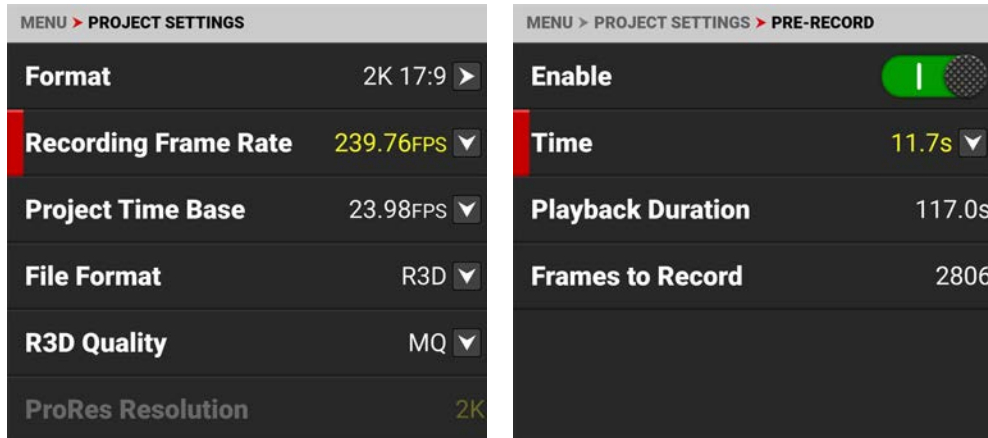 MENU > PROJECT SETTINGS
Format 2K 17:9
Recording Frame Rate 239.76FPS
Project Time Base 23.98FPS
File Format R3D
R3D Quality MQ
ProRes Resolution 2K
MENU > PROJECT SETTINGS > PRE-RECORD
Enable
Time 11.7s
Playback Duration 117.0s
Frames to Record 2806